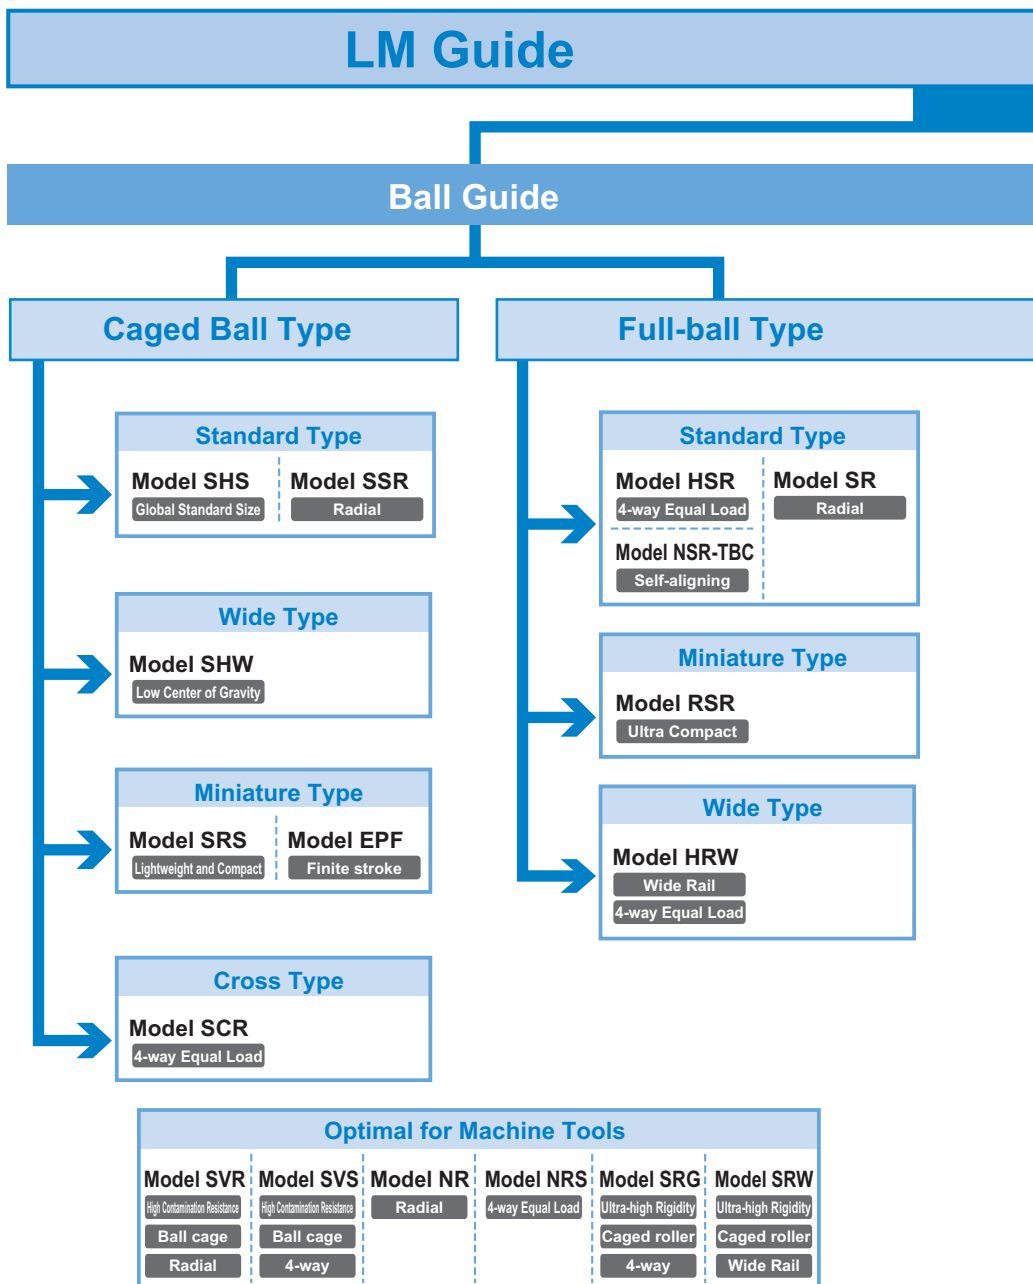 LM Guide
Ball Guide
Caged Ball Type
Standard Type
Model SHS
Global Standard Size
Model SSR
Radial
Wide Type
Model SHW
Low Center of Gravity
Miniature Type
Model SRS
Lightweight and Compact
Model EPF
Finite stroke
Cross Type
Model SCR
4-way Equal Load
Full-ball Type
Standard Type
Model HSR
4-way Equal Load
Model NSR-TBC
Self-aligning
Model SR
Radial
Miniature Type
Model RSR
Ultra Compact
Wide Type
Model HRW
Wide Rail
4-way Equal Load
Optimal for Machine Tools
Model SVR
High Contamination Resistance
Ball cage
Radial
Model SVS
High Contamination Resistance
Ball cage
4-way
Model NR
Radial
Model NRS
4-way Equal Load
Model SRG
Ultra-high Rigidity
Caged roller
4-way
Model SRW
Ultra-high Rigidity
Caged roller
Wide Rail